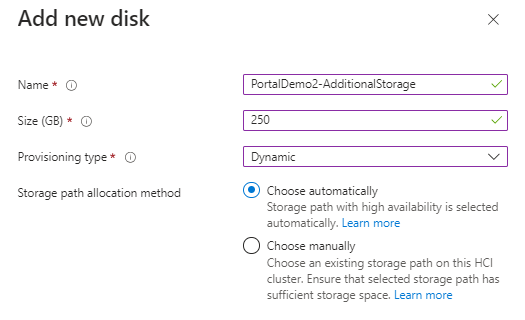 Add new disk
Name * PortalDemo2-AdditionalStorage
Size (GB) * 250
Provisioning type * Dynamic
Storage path allocation method
Choose automatically
Storage path with high availability is selected
automatically. Learn more
Choose manually
Choose an existing storage path on this HCI
cluster. Ensure that selected storage path has
sufficient storage space. Learn more